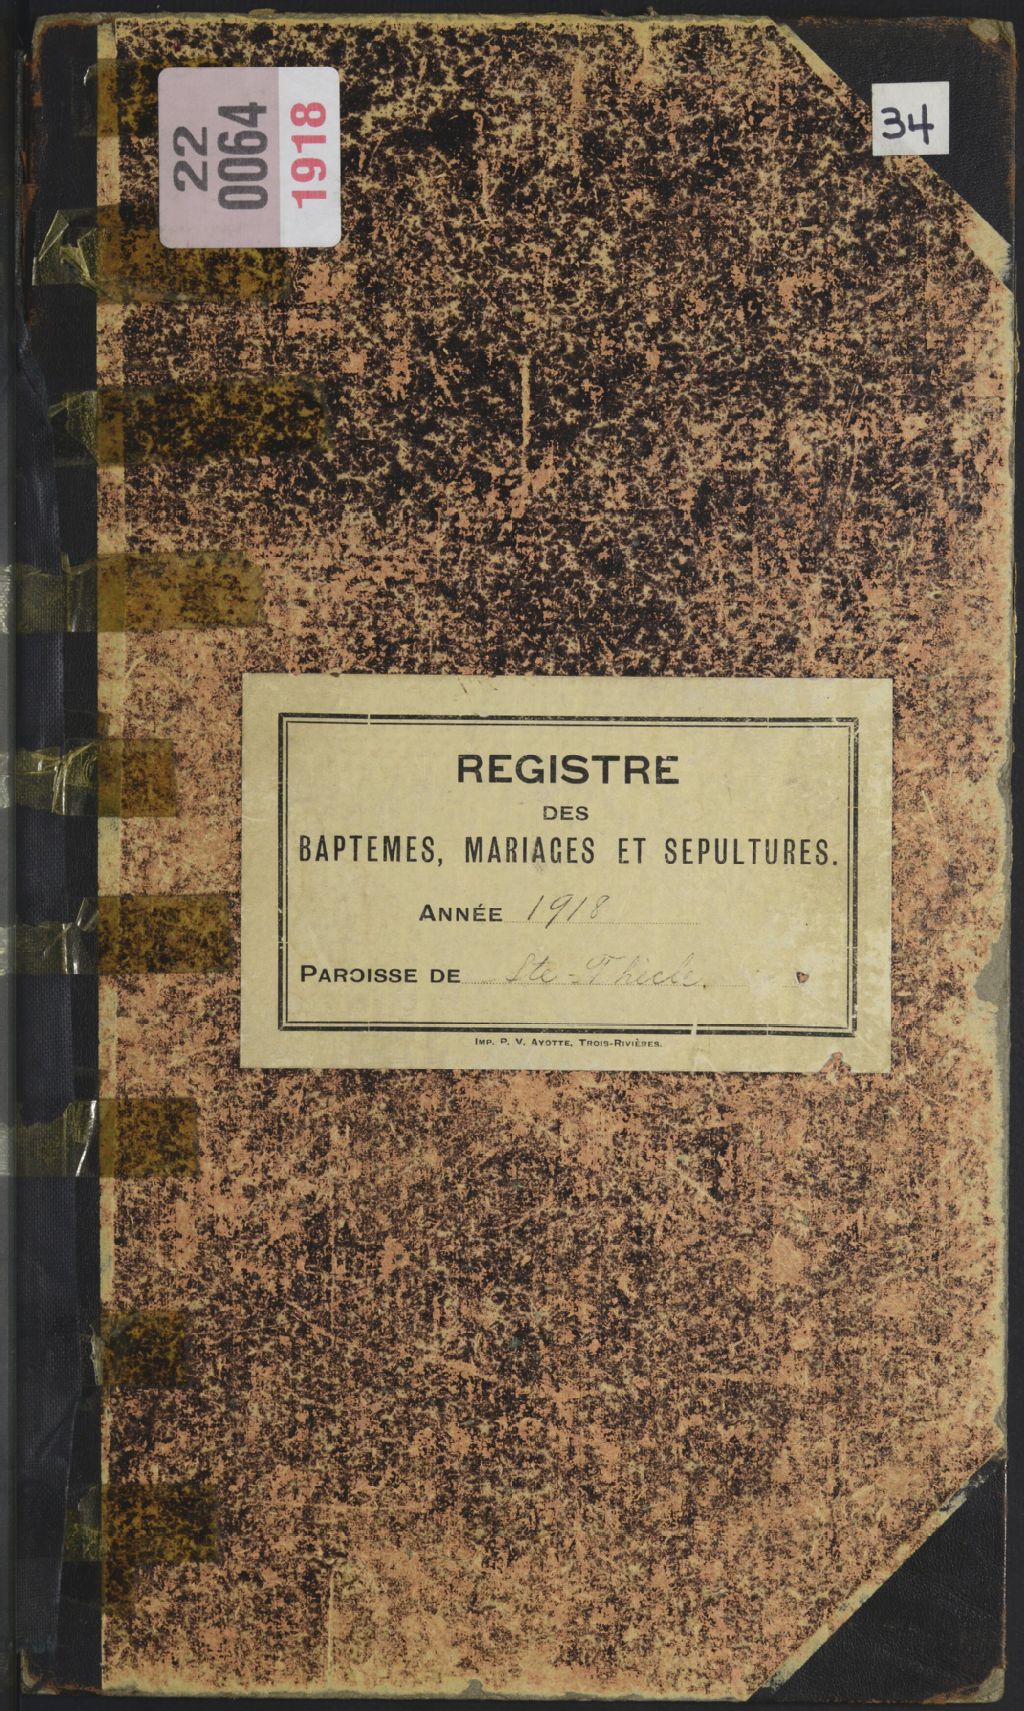 22
0064
1918
34
REGISTRE
DES
BAPTEMES, MARIAGES ET SEPULTURES.
ANNÉE 1918
PAROISSE DE Ste-Thècle.
IMP. P. V. AYOTTE, TROIS-RIVIÈRES.